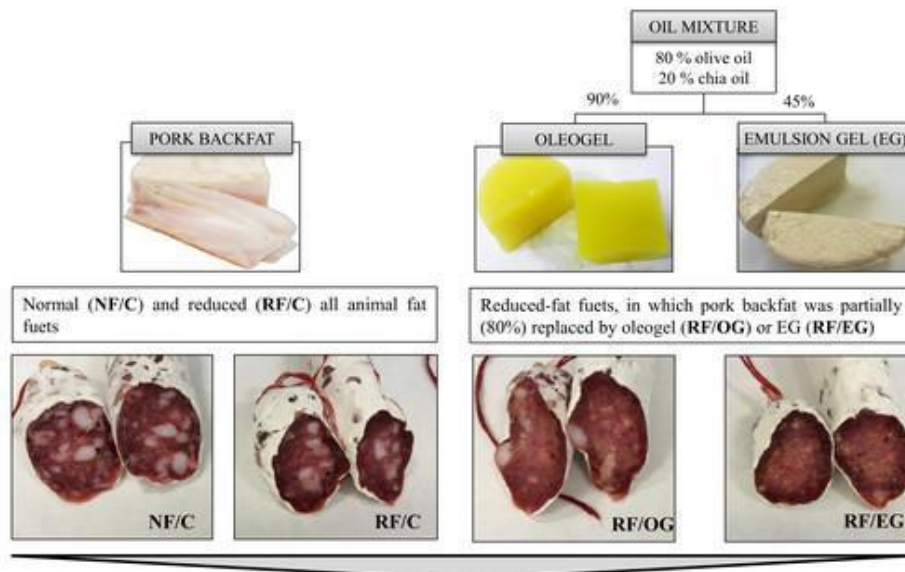 OIL MIXTURE
80 % olive oil
20 % chia oil
90%
45%
PORK BACKFAT
OLEOGEL
EMULSION GEL (EG)
Normal (NF/C) and reduced (RF/C) all animal fat
fuets
Reduced-fat fuets, in which pork backfat was partially
(80%) replaced by oleogel (RF/OG) or EG (RF/EG)
NF/C
RF/C
RF/OG
RF/EG